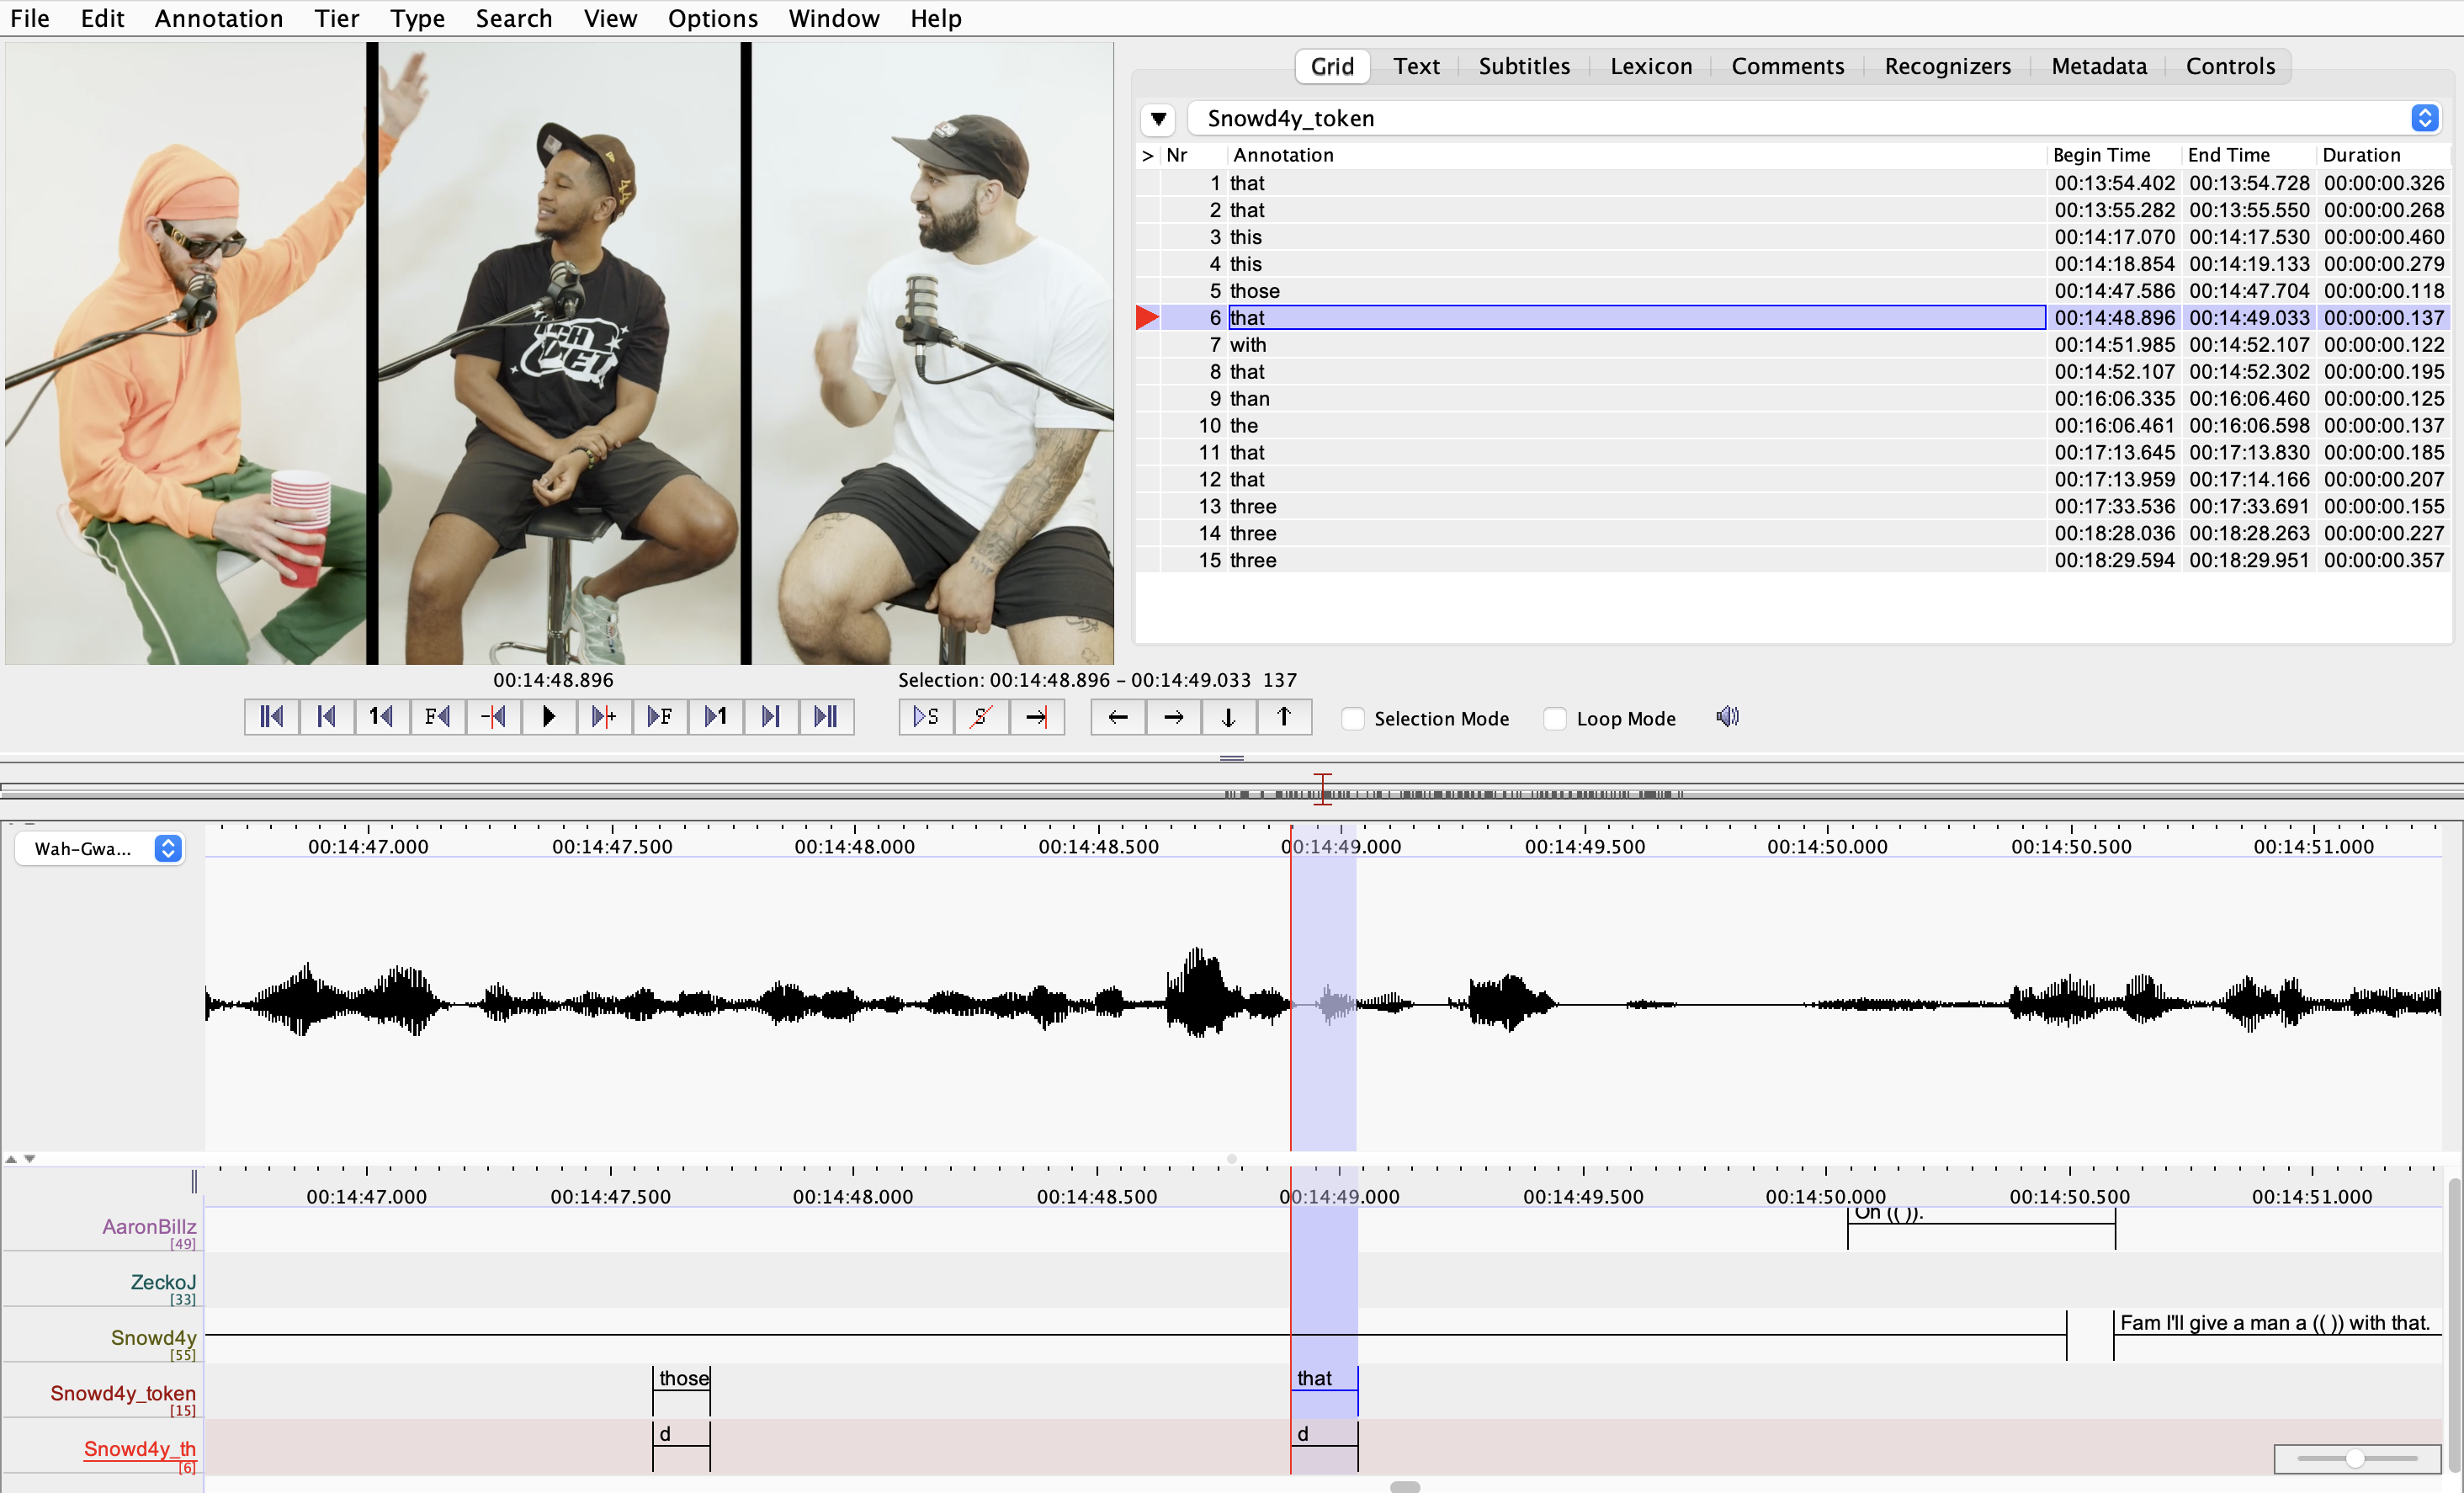 File Edit Annotation Tier Type Search View Options Window Help
Grid Text Subtitles Lexicon Comments Recognizers Metadata Controls
Snowd4y_token
> Nr Annotation Begin Time End Time Duration
1 that 00:13:54.402 00:13:54.728 00:00:00.326
2 that 00:13:55.282 00:13:55.550 00:00:00.268
3 this 00:14:17.070 00:14:17.530 00:00:00.460
4 this 00:14:18.854 00:14:19.133 00:00:00.279
5 those 00:14:47.586 00:14:47.704 00:00:00.118
6 that 00:14:48.896 00:14:49.033 00:00:00.137
7 with 00:14:51.985 00:14:52.107 00:00:00.122
8 that 00:14:52.107 00:14:52.302 00:00:00.195
9 than 00:16:06.335 00:16:06.460 00:00:00.125
10 the 00:16:06.461 00:16:06.598 00:00:00.137
11 that 00:17:13.645 00:17:13.830 00:00:00.185
12 that 00:17:13.959 00:17:14.166 00:00:00.207
13 three 00:17:33.536 00:17:33.691 00:00:00.155
14 three 00:18:28.036 00:18:28.263 00:00:00.227
15 three 00:18:29.594 00:18:29.951 00:00:00.357
00:14:48.896 Selection: 00:14:48.896 – 00:14:49.033 137
1 F + F 1 S S Selection Mode Loop Mode
Wah-Gwa... 00:14:47.000 00:14:47.500 00:14:48.000 00:14:48.500 00:14:49.000 00:14:49.500 00:14:50.000 00:14:50.500 00:14:51.000
00:14:47.000 00:14:47.500 00:14:48.000 00:14:48.500 00:14:49.000 00:14:49.500 00:14:50.000 00:14:50.500 00:14:51.000
AaronBillz On (( )).
[49]
ZeckoJ
[33]
Snowd4y Fam I'll give a man a (( )) with that.
[55]
Snowd4y_token those that
[15]
Snowd4y_th d d
[6]